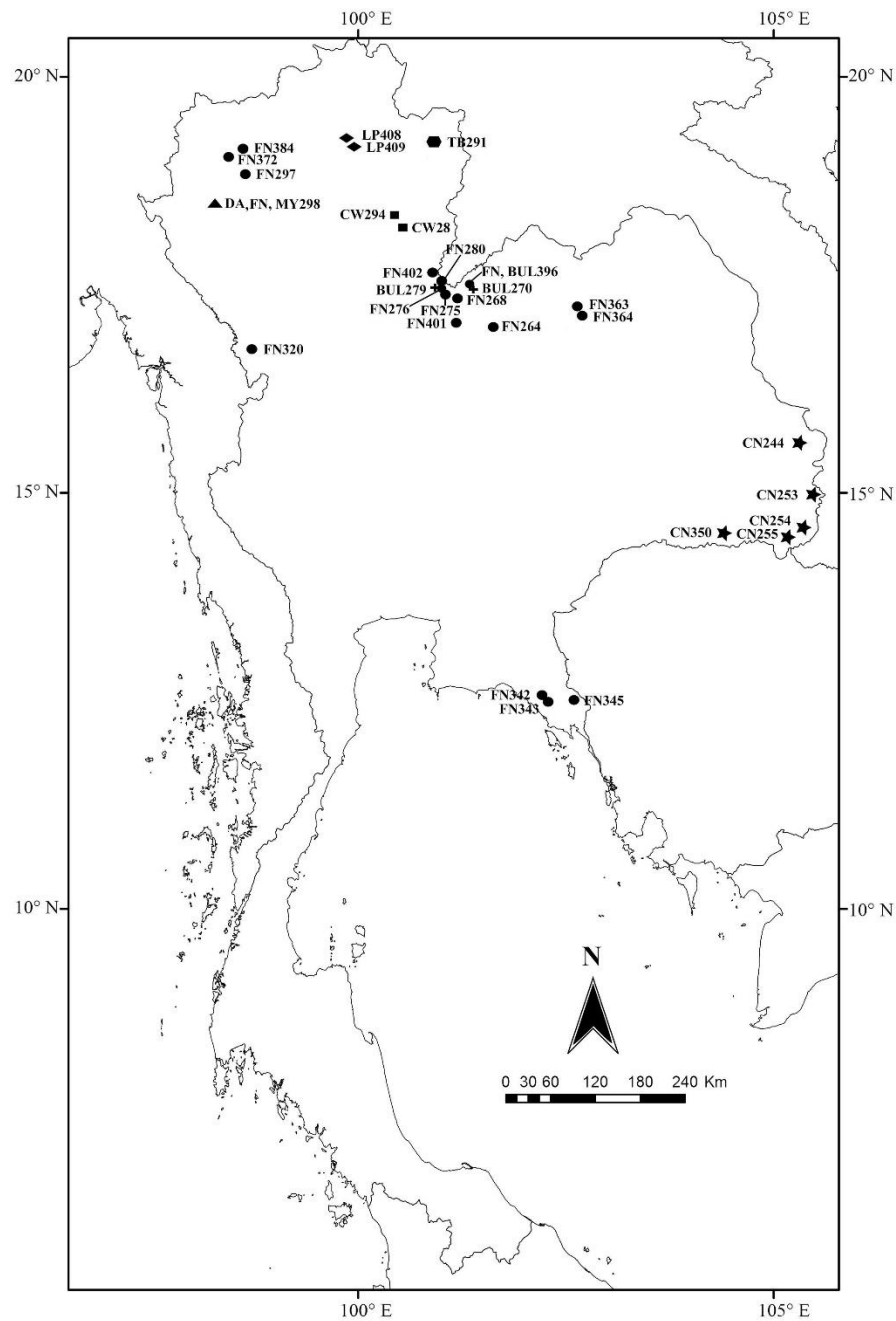 100° E
105° E
20° N
20° N
FN384
FN372
FN297
LP408
LP409
TB291
DA,FN, MY298
CW294
CW28
FN280
FN402
FN, BUL396
BUL279
BUL270
FN276
FN268
FN275
FN401
FN264
FN363
FN364
FN320
CN244
15° N
15° N
CN253
CN254
CN350
CN255
FN342
FN343
FN345
10° N
10° N
N
0 30 60 120 180 240 Km
100° E
105° E